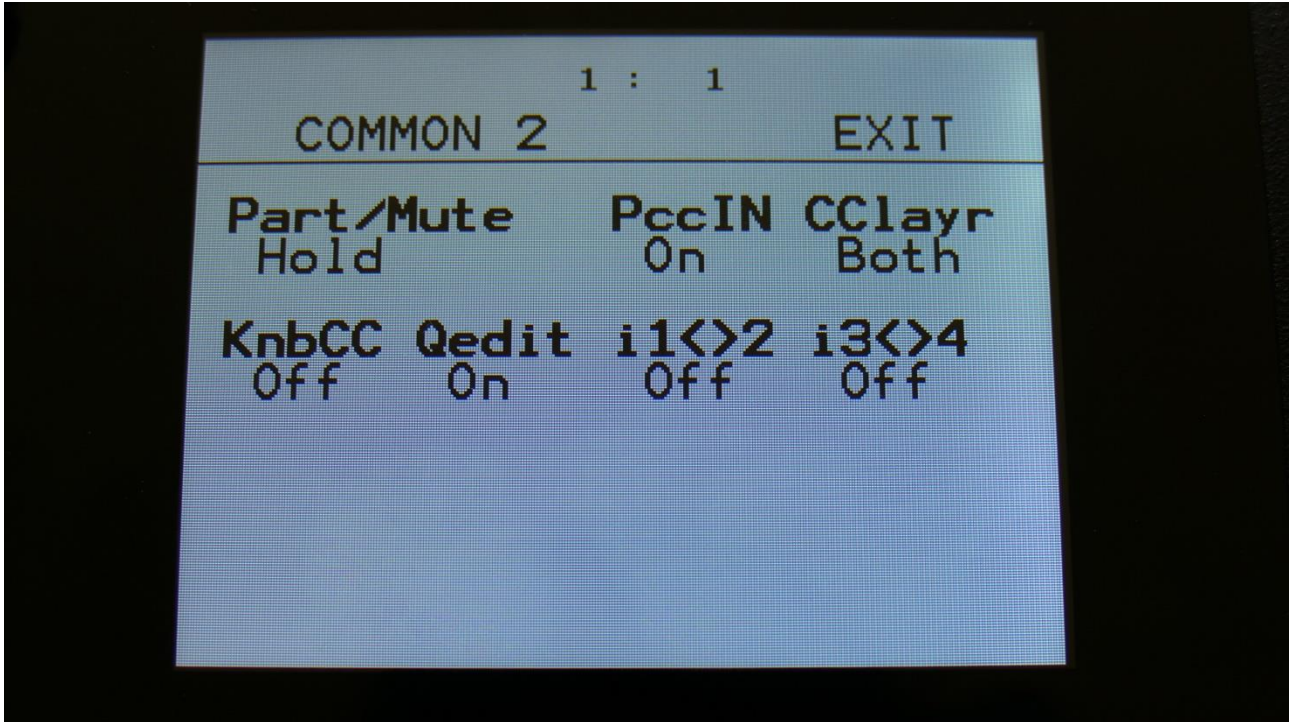 1 : 1
COMMON 2 EXIT
Part/Mute PccIN CClayr
Hold On Both
KnbCC Qedit i1<>2 i3<>4
Off On Off Off